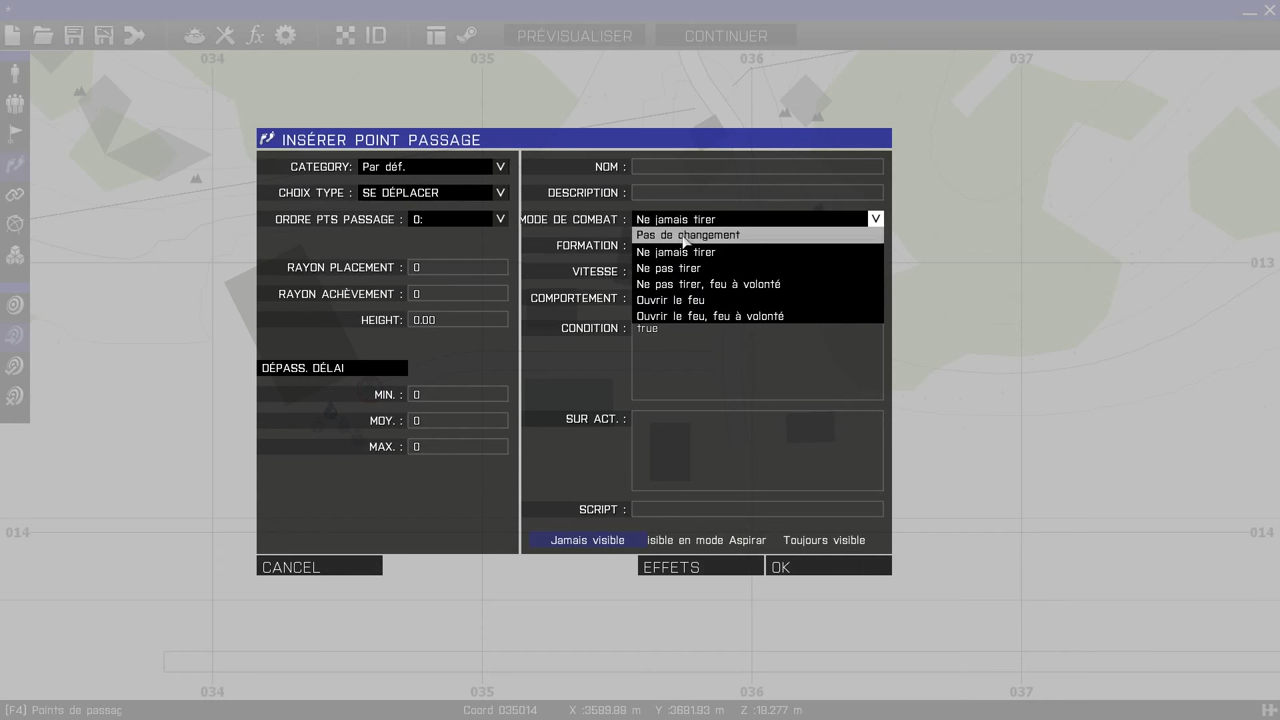 ID
PRÉVISUALISER
CONTINUER
034
035
036
037
INSÉRER POINT PASSAGE
CATEGORY:
Par déf.
CHOIX TYPE :
SE DÉPLACER
ORDRE PTS PASSAGE :
0:
RAYON PLACEMENT :
0
RAYON ACHÈVEMENT :
0
HEIGHT:
0.00
DÉPASS. DÉLAI
MIN. :
0
MOY. :
0
MAX. :
0
NOM :
DESCRIPTION :
MODE DE COMBAT :
Ne jamais tirer
Pas de changement
Ne jamais tirer
Ne pas tirer
Ne pas tirer, feu à volonté
Ouvrir le feu
Ouvrir le feu, feu à volonté
FORMATION :
VITESSE :
COMPORTEMENT :
CONDITION :
true
SUR ACT. :
SCRIPT :
Jamais visible
isible en mode Aspirar
Toujours visible
CANCEL
EFFETS
OK
013
013
014
014
034
035
036
037
[F4] Points de passag
Coord 035014
X :3589.88 m
Y :3681.93 m
Z :18.277 m